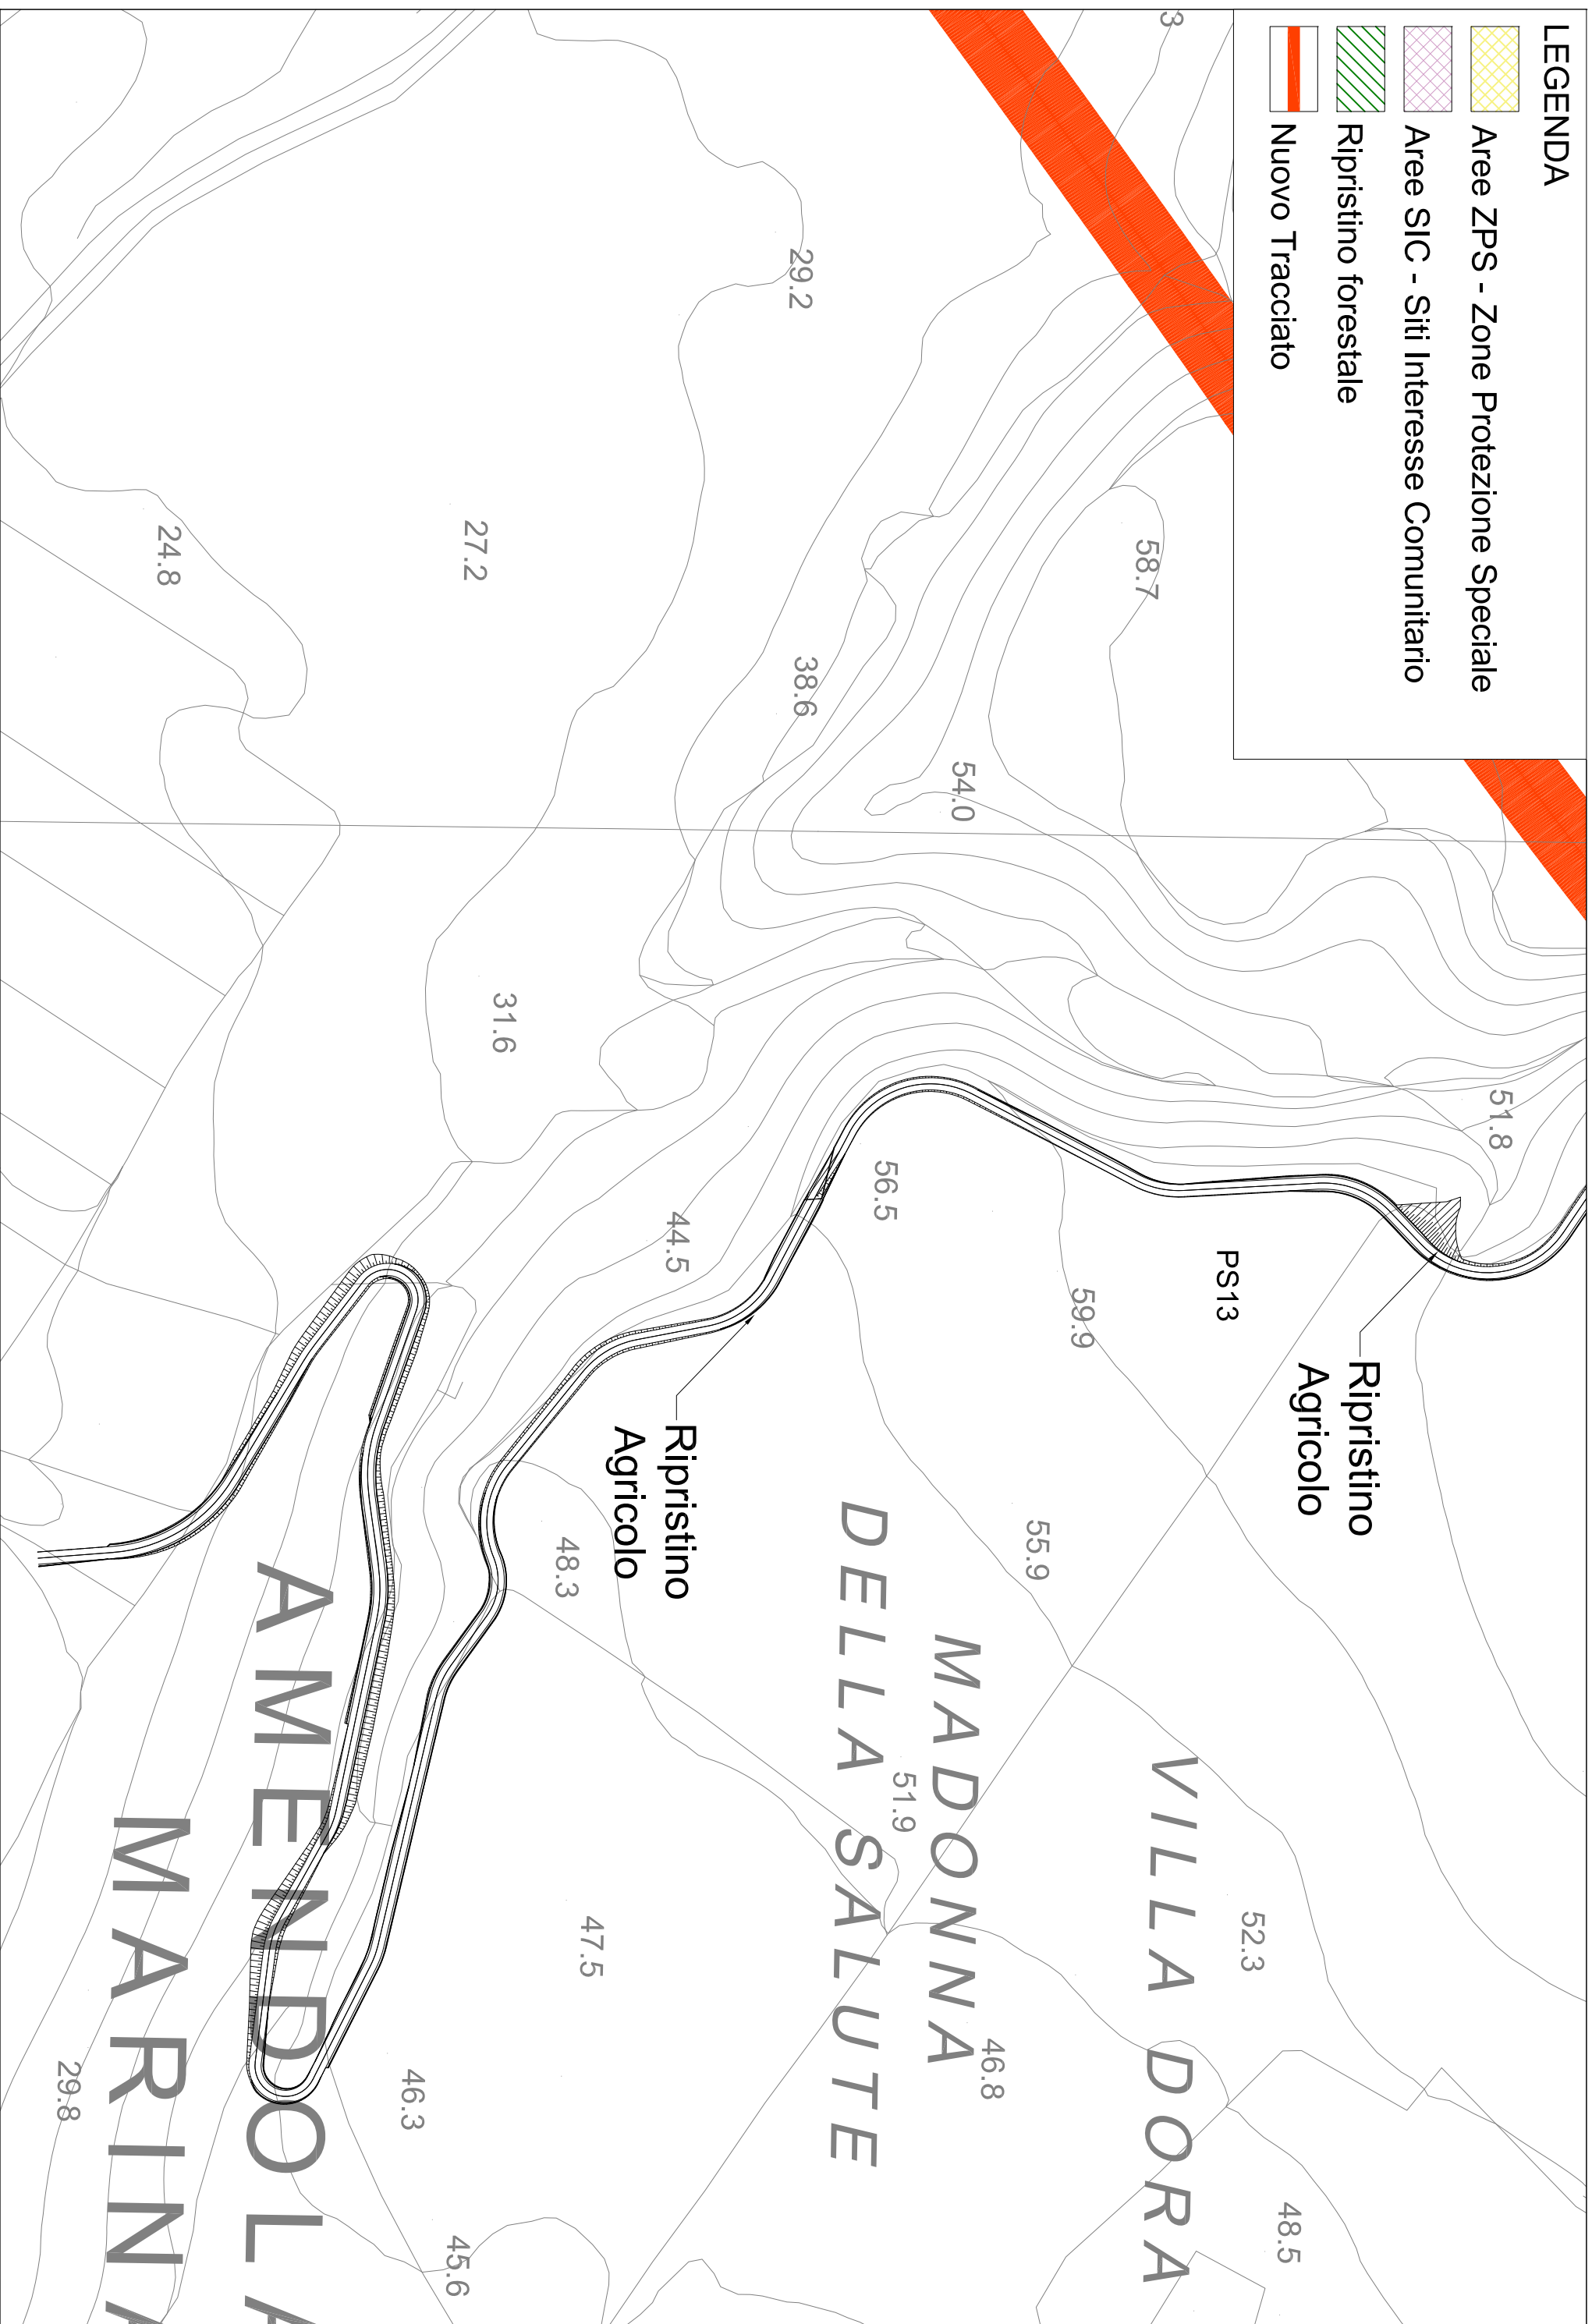 LEGENDA
Aree ZPS - Zone Protezione Speciale
Aree SIC - Siti Interesse Comunitario
Ripristino forestale
Nuovo Tracciato
3
29.2
58.7
27.2
24.8
38.6
54.0
31.6
51.8
56.5
44.5
PS13
59.9
Ripristino
Agricolo
Ripristino
Agricolo
55.9
48.3
VILLA DORA
MADONNA
DELLA SALUTE
51.9
52.3
47.5
46.8
46.3
48.5
45.6
29.8
AMENDOLA
MARINA